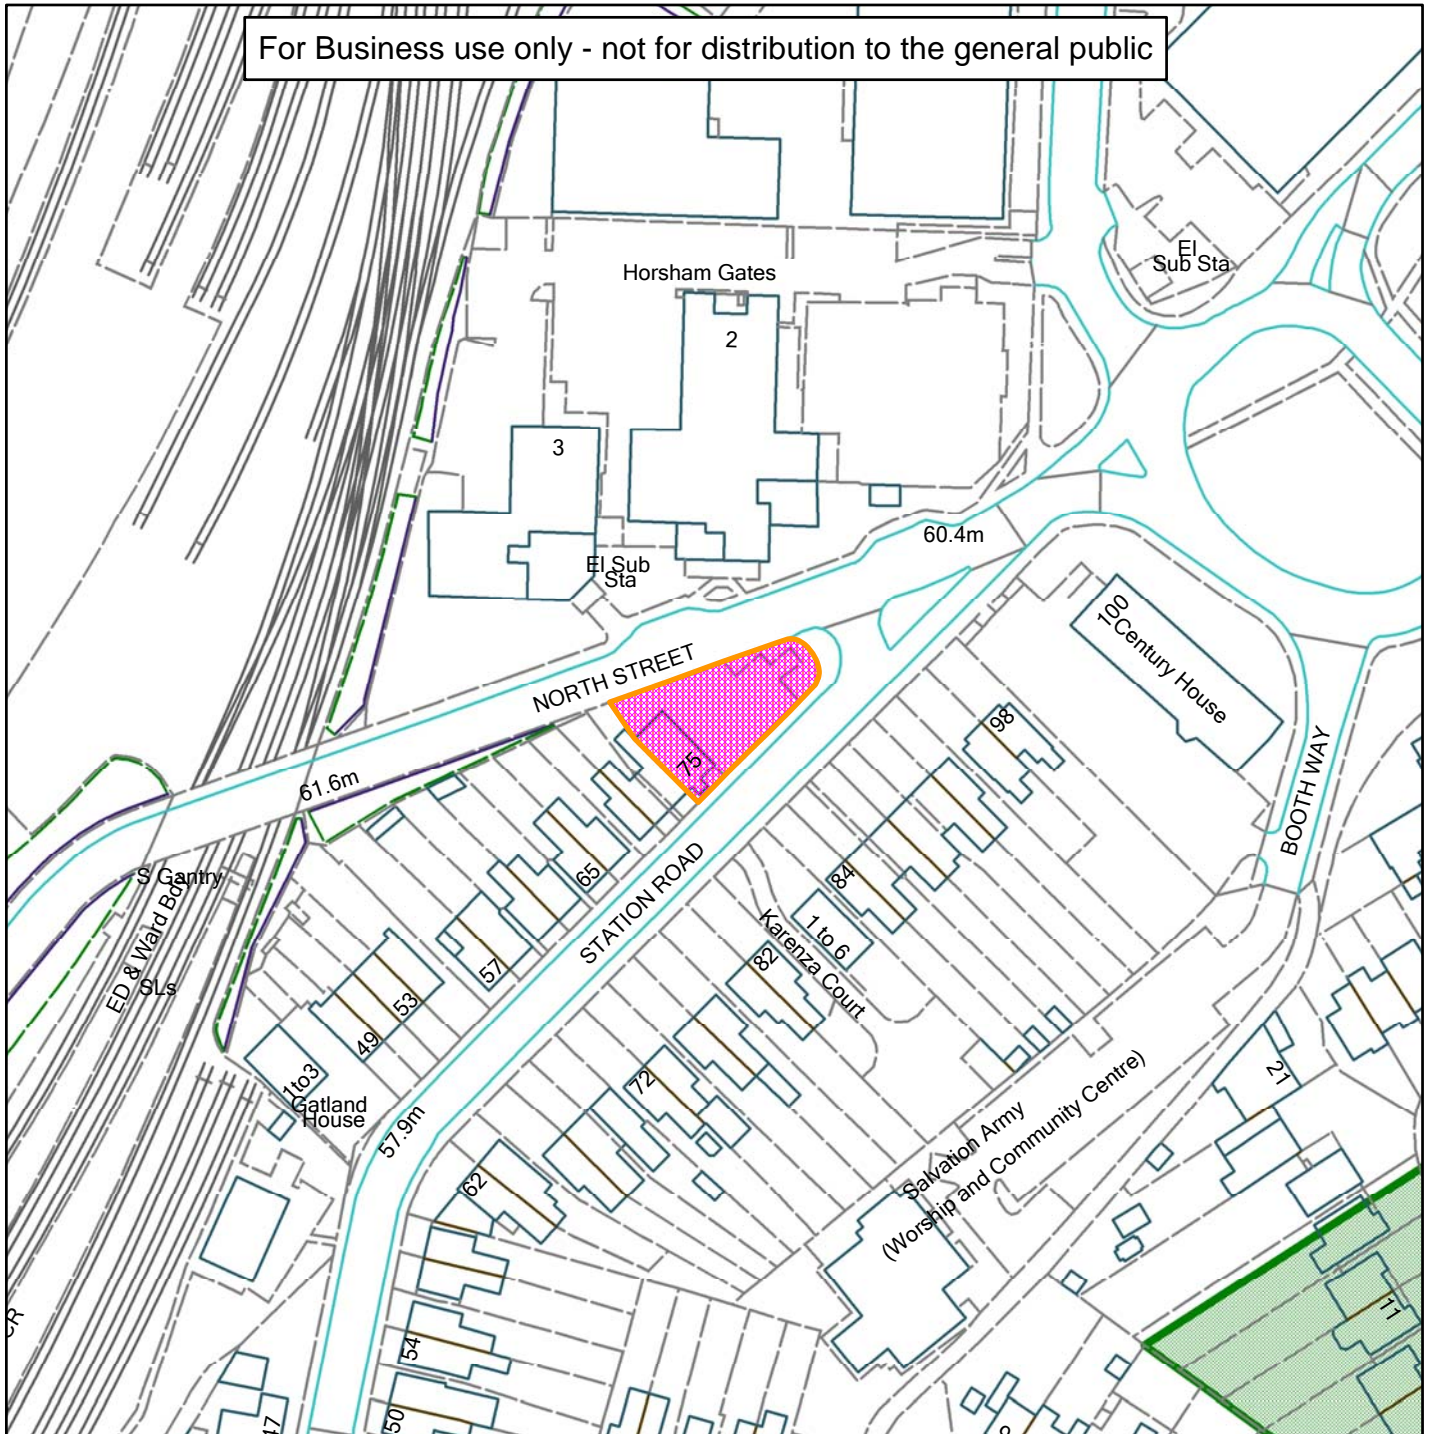 For Business use only - not for distribution to the general public
El
Sub Sta
Horsham Gates
2
3
60.4m
El Sub
Sta
100
Century House
NORTH STREET
98
75
61.6m
BOOTH WAY
S Gantry
65
STATION ROAD
84
1 to 6
Karenza Court
82
ED & Ward Bdy
SLs
57
53
49
1to3
Gatland
House
72
21
57.9m
Salvation Army
(Worship and Community Centre)
62
11
CR
54
50
47